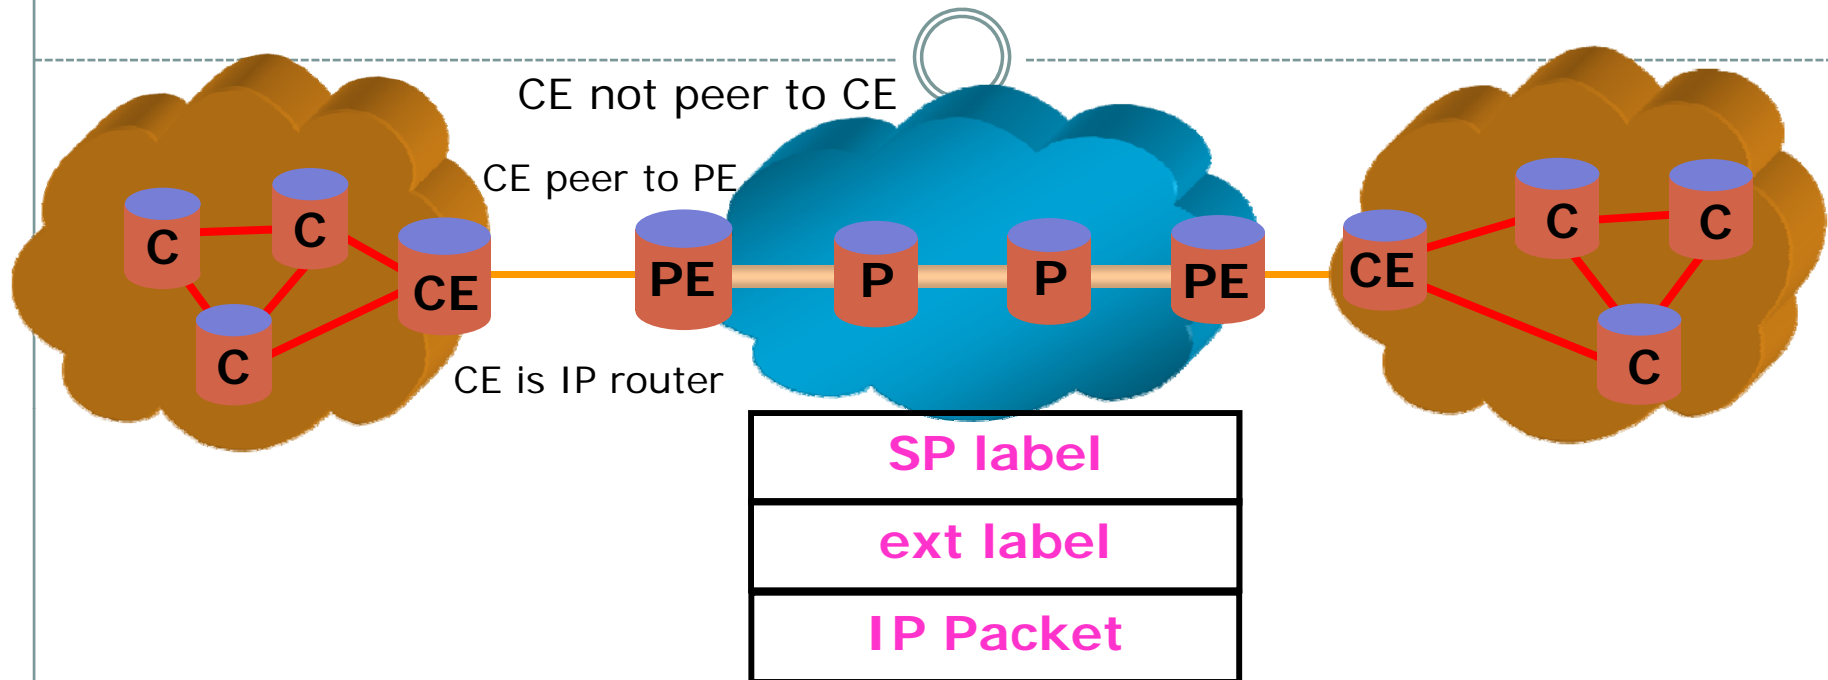 CE not peer to CE
CE peer to PE
C
C
C
CE
PE
P
P
PE
CE
C
C
C
CE is IP router
SP label
ext label
IP Packet